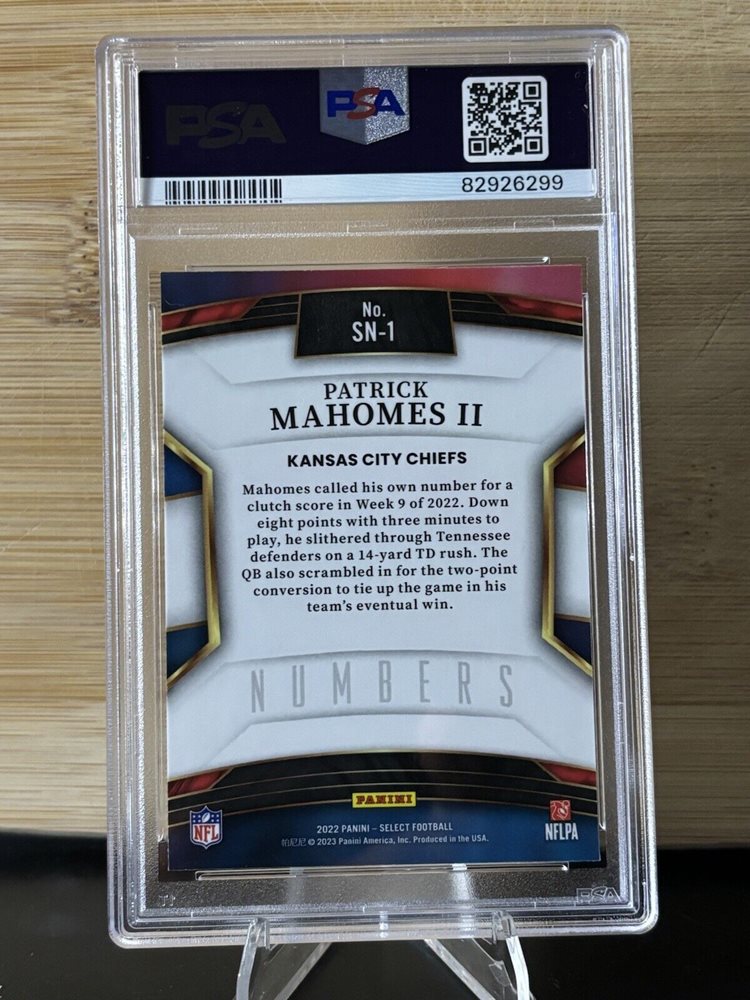 PSA
PSA
82926299
No.
SN-1
PATRICK
MAHOMES II
KANSAS CITY CHIEFS
Mahomes called his own number for a
clutch score in Week 9 of 2022. Down
eight points with three minutes to
play, he slithered through Tennessee
defenders on a 14-yard TD rush. The
QB also scrambled in for the two-point
conversion to tie up the game in his
team's eventual win.
NUMBERS
PANINI
NFL
NFLPA
2022 PANINI – SELECT FOOTBALL
帕尼尼 © 2023 Panini America, Inc. Produced in the USA.
PSA